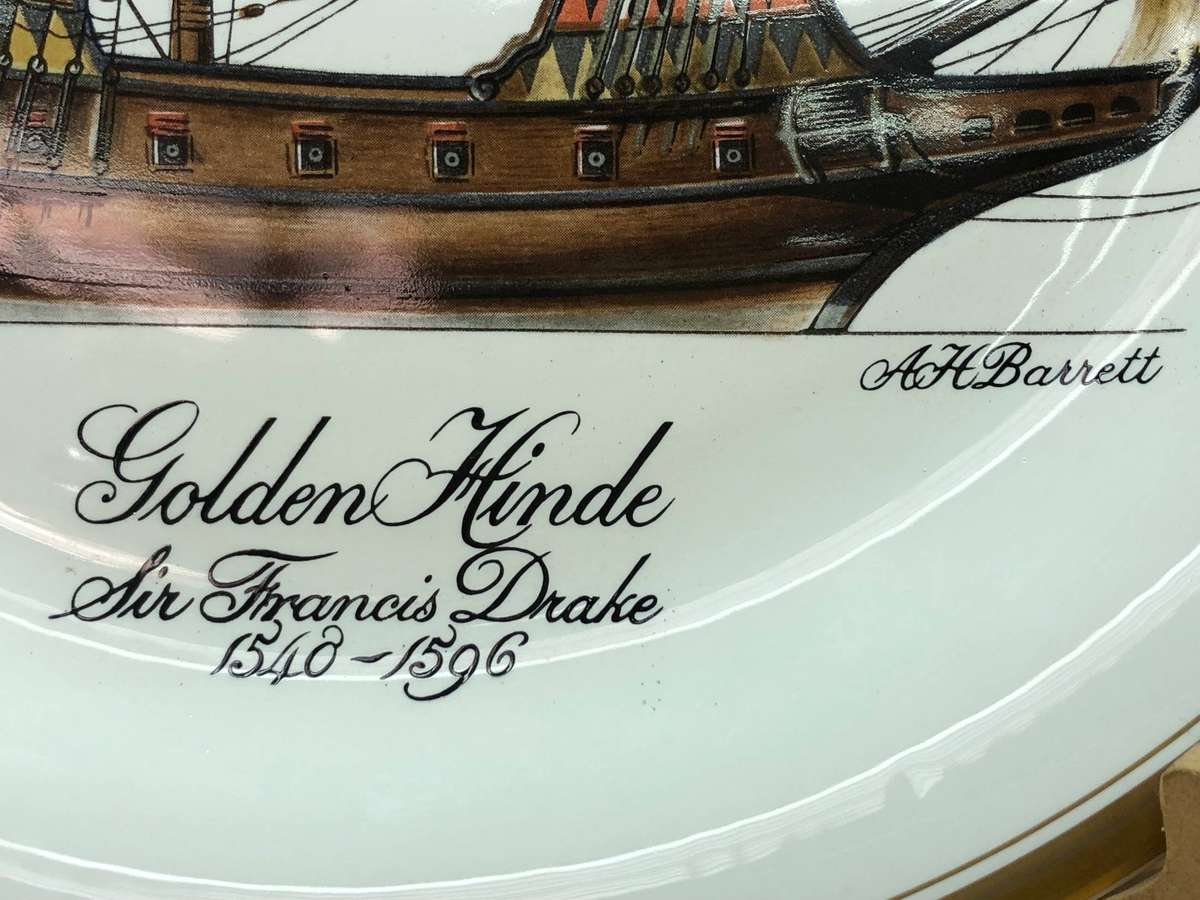 AHBarrett
Golden Hinde
Sir Francis Drake
1540-1596